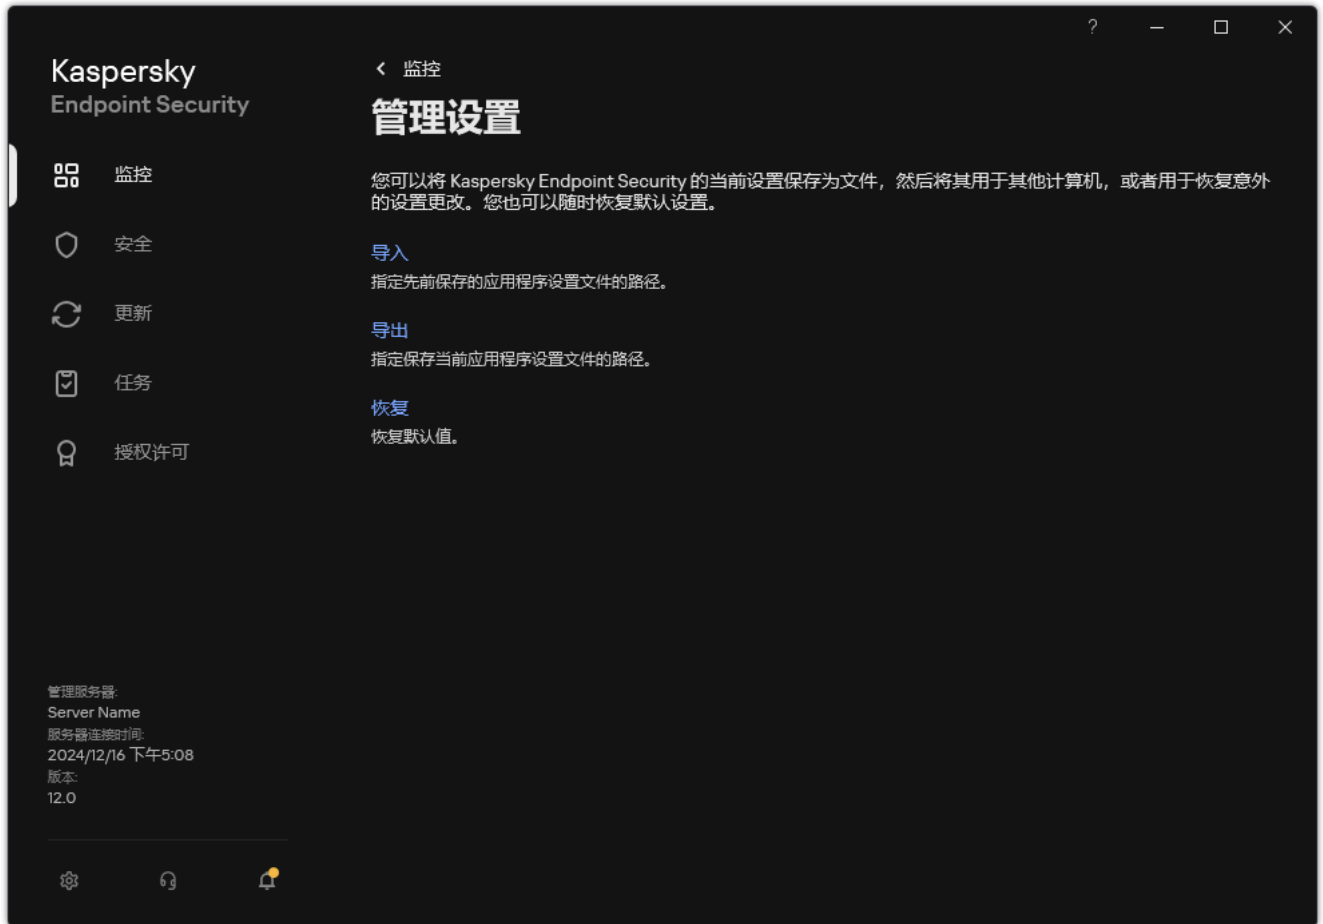 ?
Kaspersky
Endpoint Security
监控
安全
更新
任务
授权许可
管理服务器:
Server Name
服务器连接时间:
2024/12/16 下午5:08
版本:
12.0
监控
管理设置
您可以将 Kaspersky Endpoint Security 的当前设置保存为文件，然后将其用于其他计算机，或者用于恢复意外
的设置更改。您也可以随时恢复默认设置。
导入
指定先前保存的应用程序设置文件的路径。
导出
指定保存当前应用程序设置文件的路径。
恢复
恢复默认值。